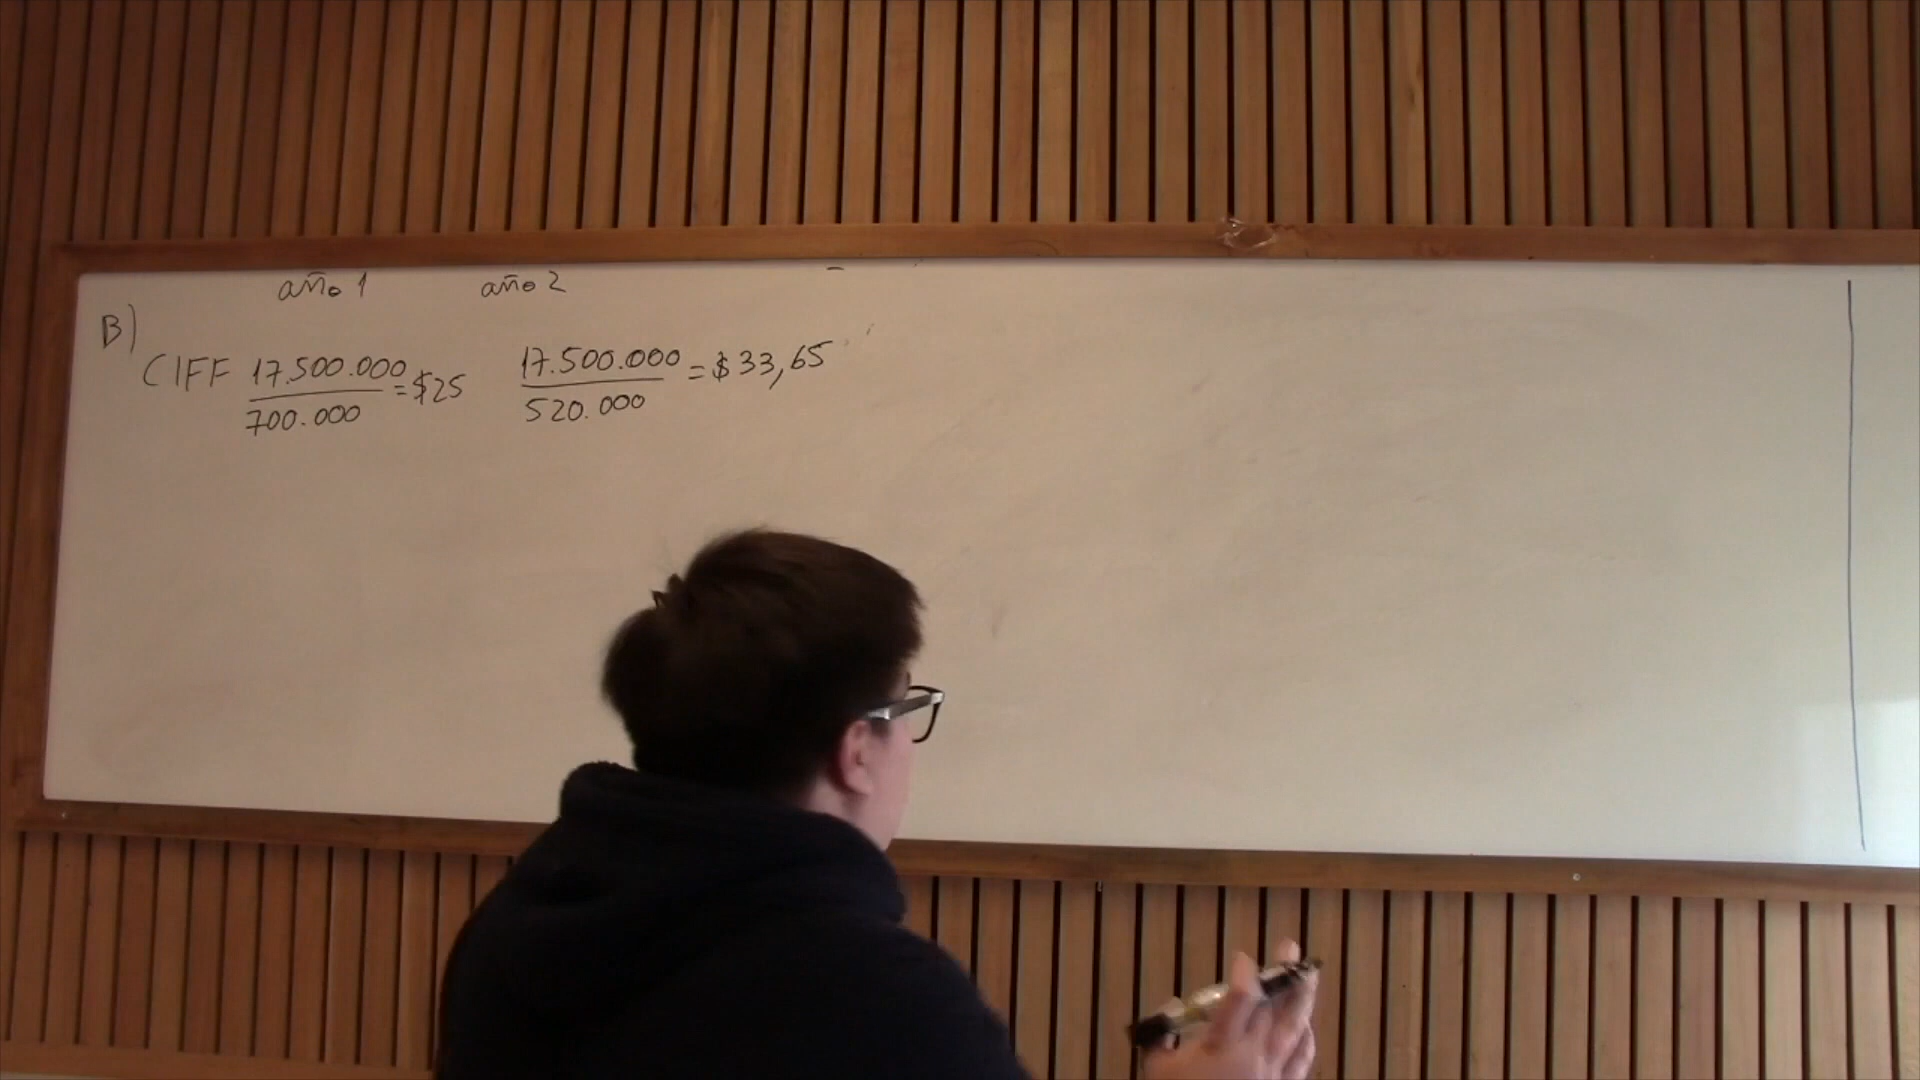 año 1 año 2
B)
CIFF 17.500.000 = $25 17.500.000 = $33,65
700.000 520.000